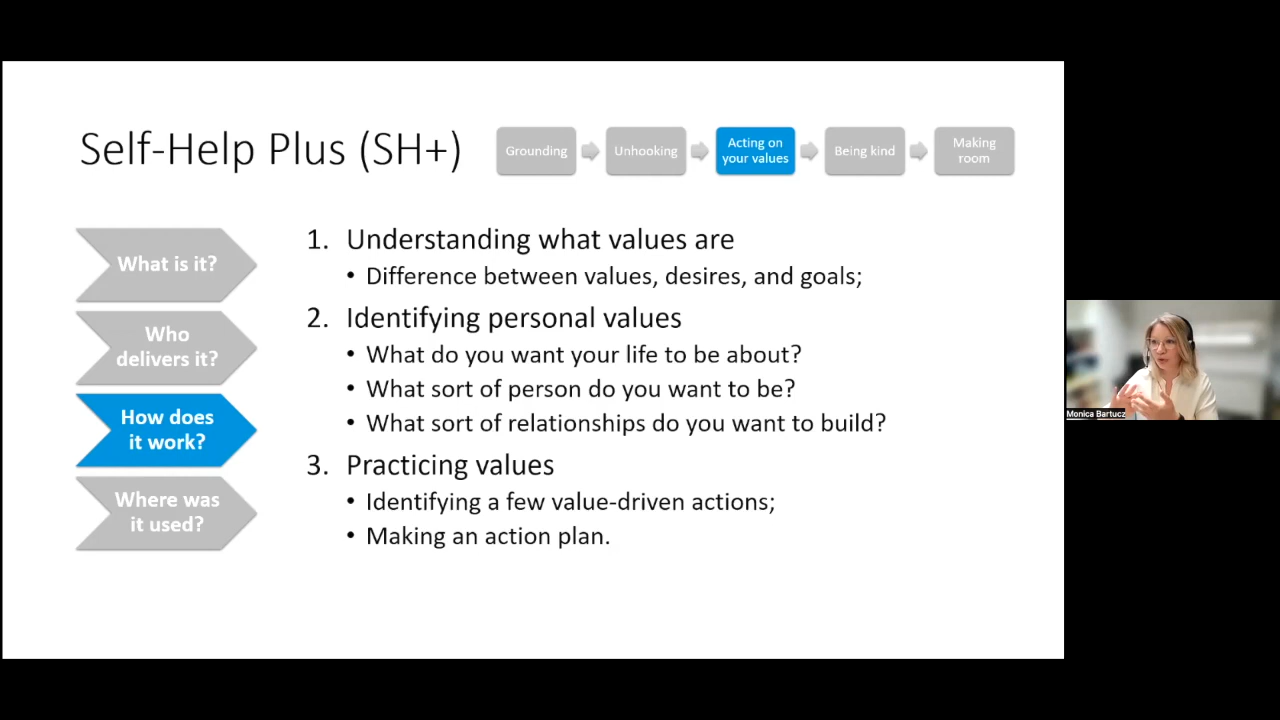 Self-Help Plus (SH+)
Grounding
Unhooking
Acting on
your values
Being kind
Making
room
What is it?
Who
delivers it?
How does
it work?
Where was
it used?
1. Understanding what values are
• Difference between values, desires, and goals;
2. Identifying personal values
• What do you want your life to be about?
• What sort of person do you want to be?
• What sort of relationships do you want to build?
3. Practicing values
• Identifying a few value-driven actions;
• Making an action plan.
Monica Bartucz